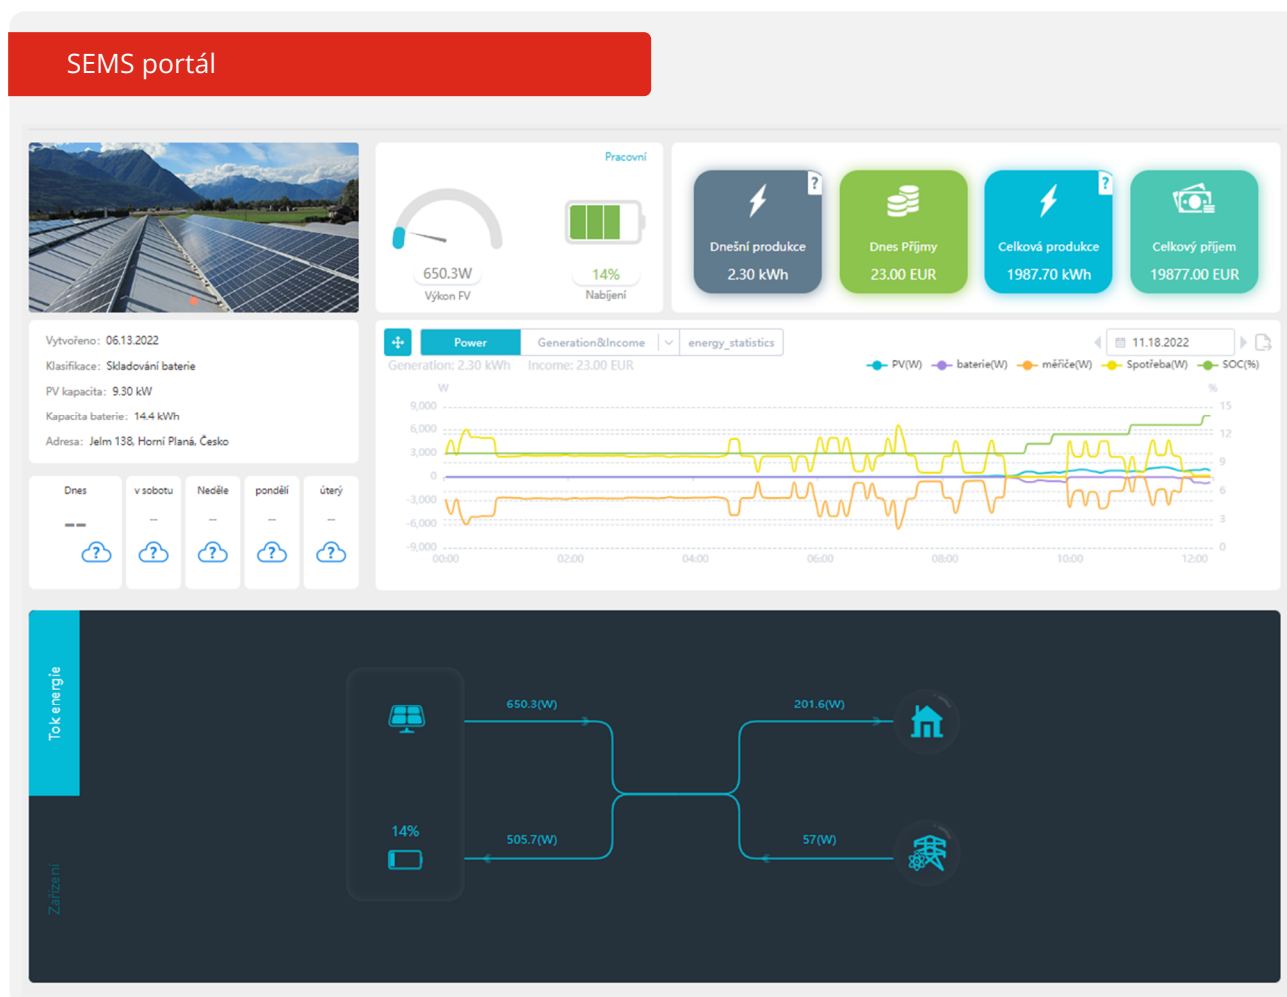 SEMS portál
Pracovní
650.3W
Výkon FV
14%
Nabíjení
?
Dnešní produkce
2.30 kWh
Dnes Příjmy
23.00 EUR
?
Celková produkce
1987.70 kWh
Celkový příjem
19877.00 EUR
Vytvořeno: 06.13.2022
Klasifikace: Skladování baterie
PV kapacita: 9.30 kW
Kapacita baterie: 14.4 kWh
Adresa: Jelm 138, Horní Planá, Česko
Dnes
--
?
v sobotu
--
?
Neděle
--
?
pondělí
--
?
úterý
--
?
Power
Generation&Income
energy_statistics
11.18.2022
Generation: 2.30 kWh Income: 23.00 EUR
PV(W) baterie(W) měřiče(W) Spotřeba(W) SOC(%)
W
%
9,000
6,000
3,000
0
-3,000
-6,000
-9,000
15
12
9
6
3
0
00:00 02:00 04:00 06:00 08:00 10:00 12:00
Tok energie
Zařízení
650.3(W)
201.6(W)
14%
505.7(W)
57(W)